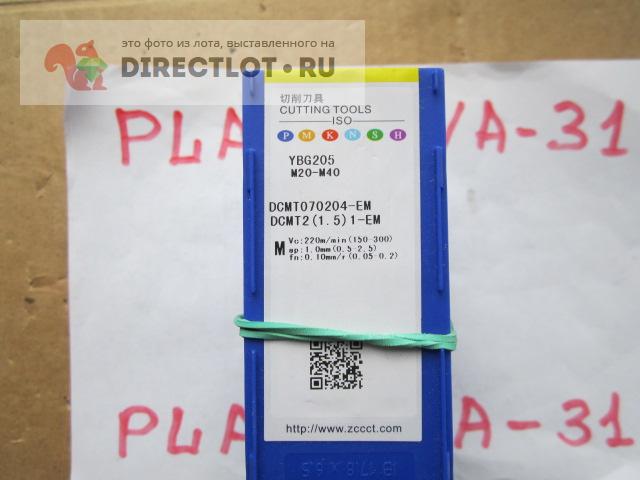 это фото из лота, выставленного на
DIRECTLOT.RU
切削刀具
CUTTING TOOLS
ISO
P M K N S H
YBG205
M20-M40
DCMT070204-EM
DCMT2(1.5)1-EM
M
Vc:220m/min(150-300)
ap:1.0mm(0.5-2.5)
fn:0.10mm/r(0.05-0.2)
http://www.zccct.com
PLA VA-31
PLA VA-31